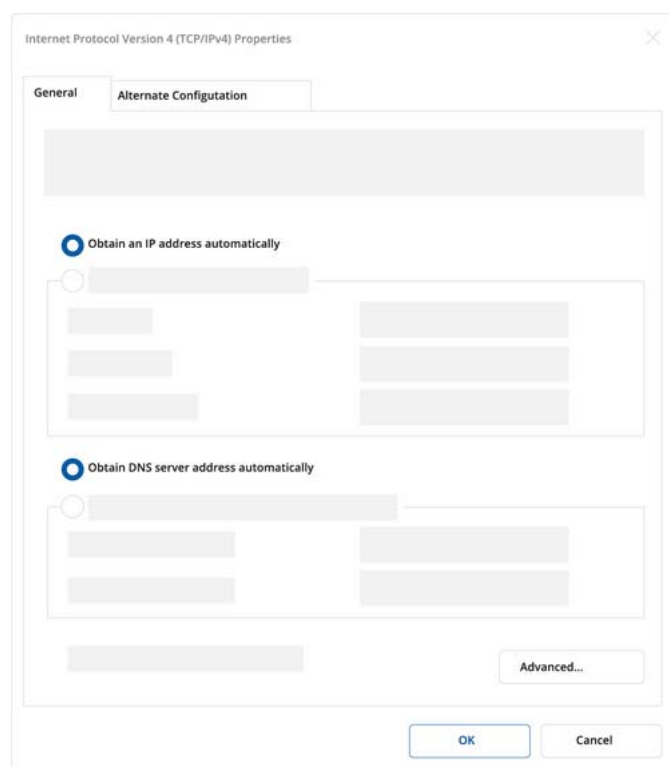 Internet Protocol Version 4 (TCP/IPv4) Properties
General
Alternate Configutation
Obtain an IP address automatically
Obtain DNS server address automatically
Advanced...
OK
Cancel